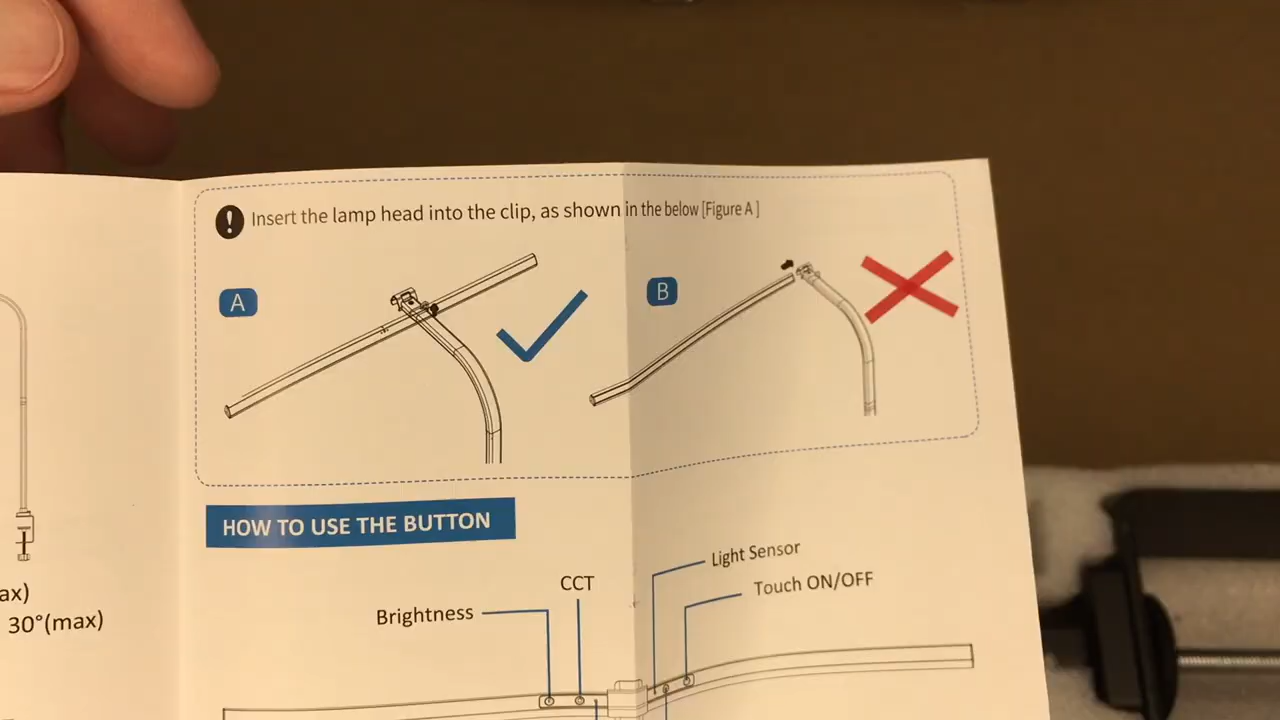 ! Insert the lamp head into the clip, as shown in the below [Figure A ]
A
B
ax)
30°(max)
HOW TO USE THE BUTTON
Light Sensor
CCT
Touch ON/OFF
Brightness